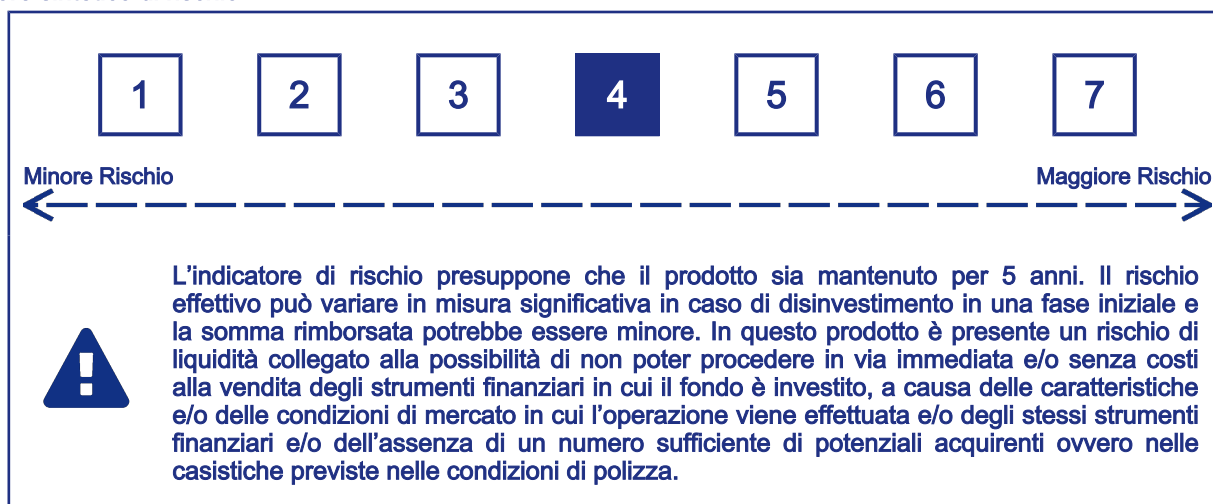 1 2 3 4 5 6 7
Minore Rischio Maggiore Rischio
L'indicatore di rischio presuppone che il prodotto sia mantenuto per 5 anni. Il rischio
effettivo può variare in misura significativa in caso di disinvestimento in una fase iniziale e
la somma rimborsata potrebbe essere minore. In questo prodotto è presente un rischio di
liquidità collegato alla possibilità di non poter procedere in via immediata e/o senza costi
alla vendita degli strumenti finanziari in cui il fondo è investito, a causa delle caratteristiche
e/o delle condizioni di mercato in cui l'operazione viene effettuata e/o degli stessi strumenti
finanziari e/o dell'assenza di un numero sufficiente di potenziali acquirenti ovvero nelle
casistiche previste nelle condizioni di polizza.